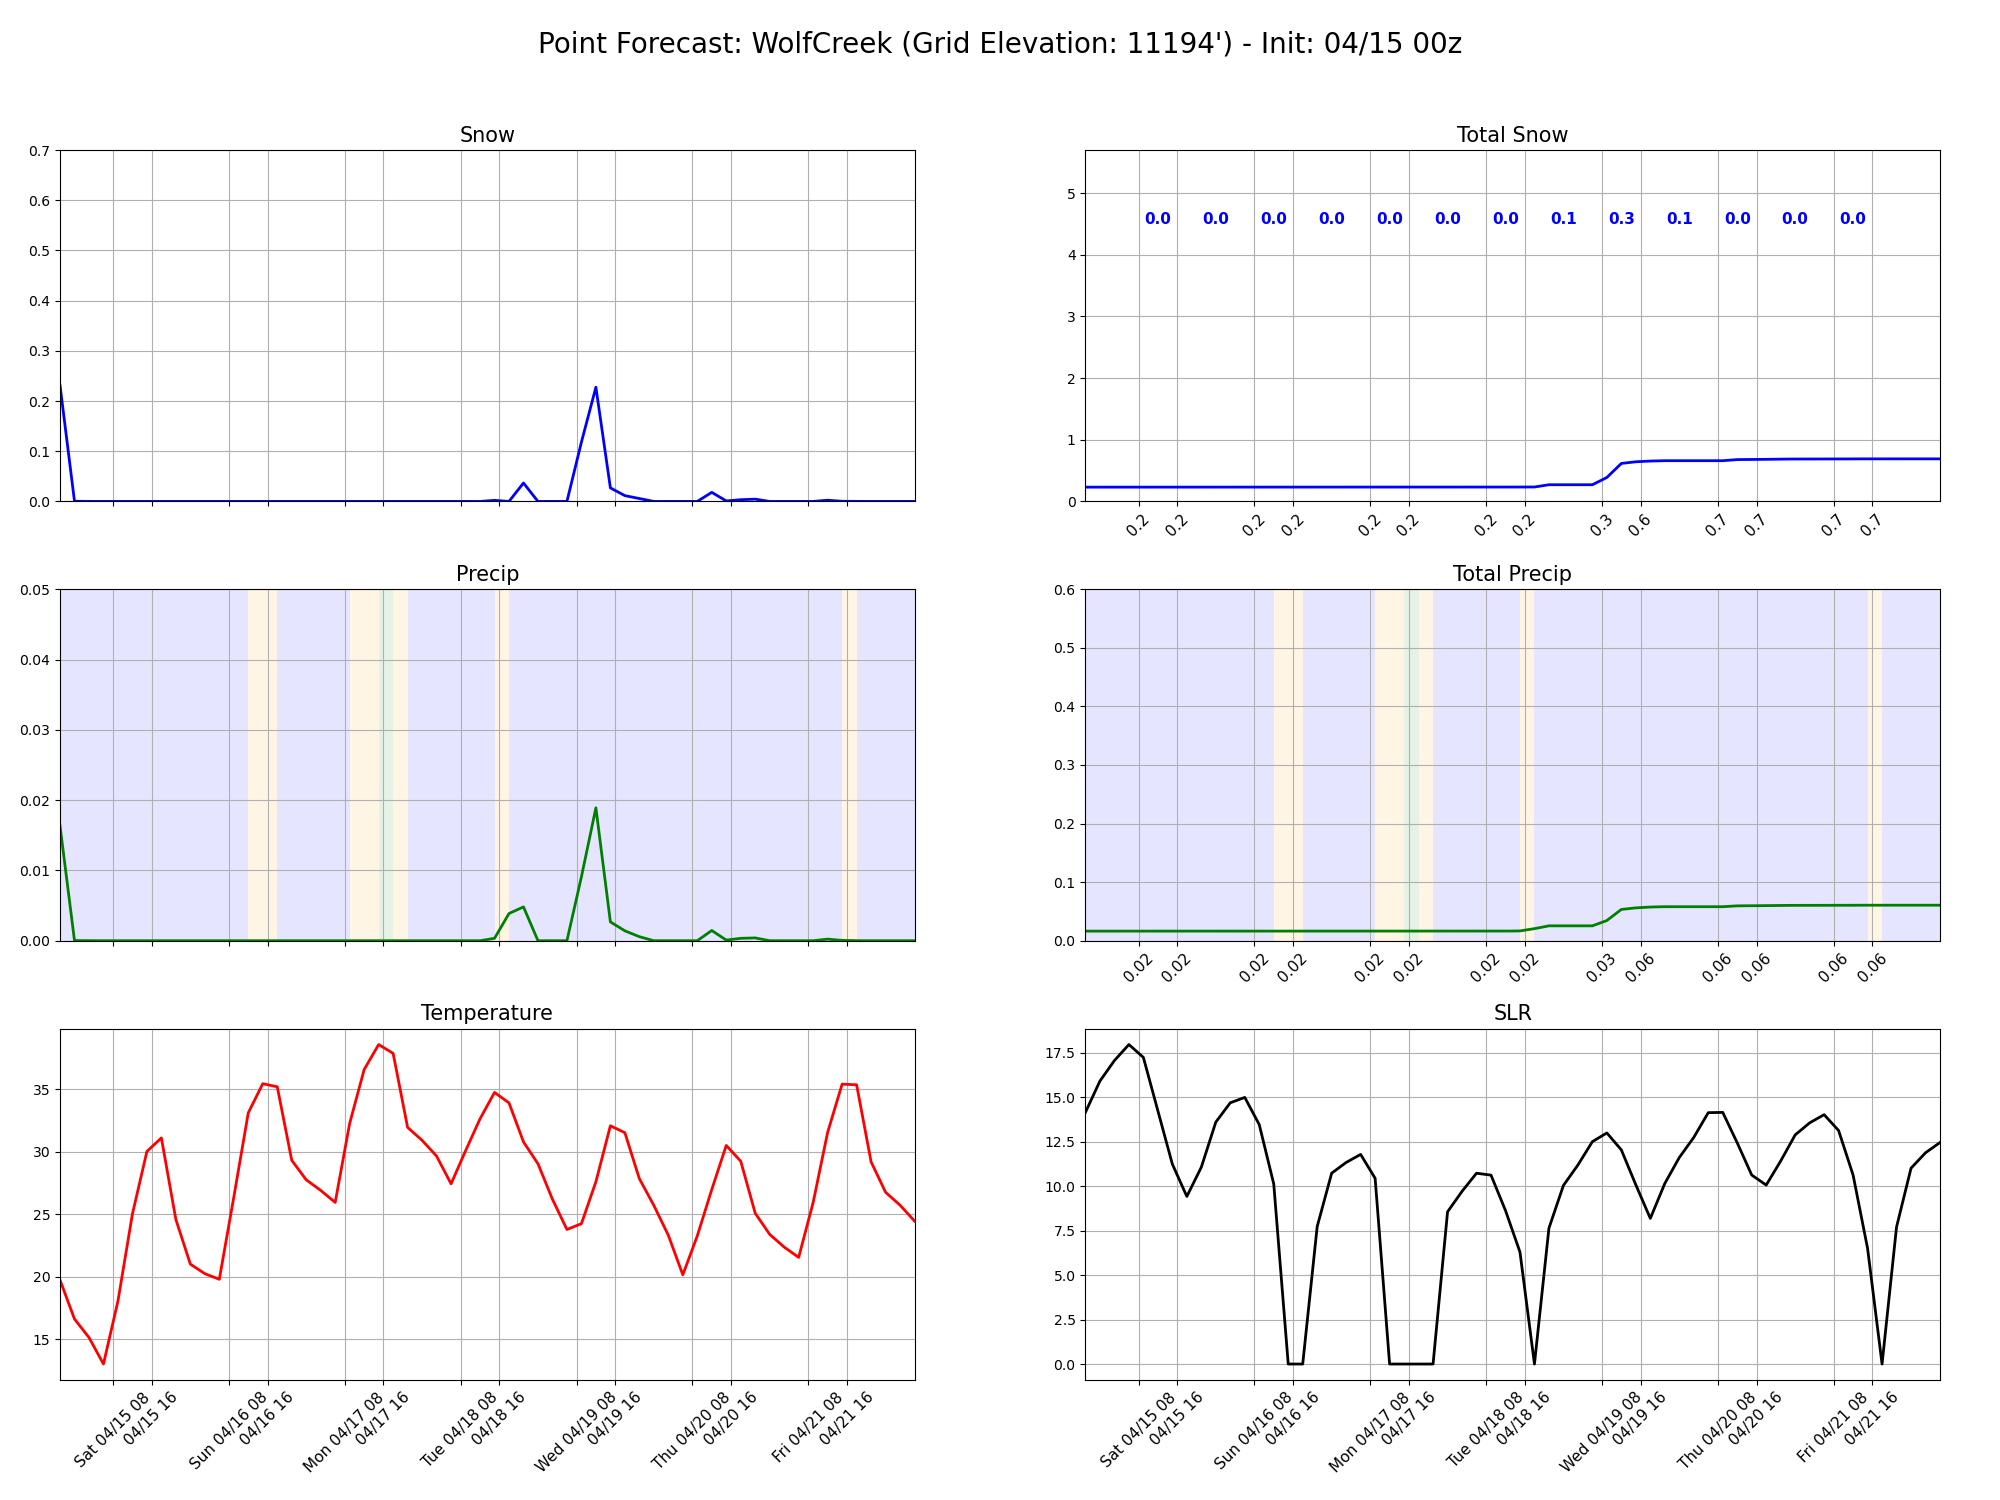 Point Forecast: WolfCreek (Grid Elevation: 11194') - Init: 04/15 00z
Snow
0.7
0.6
0.5
0.4
0.3
0.2
0.1
0.0
Total Snow
5
4
3
2
1
0
0.0 0.0 0.0 0.0 0.0 0.0 0.0 0.1 0.3 0.1 0.0 0.0 0.0
0.2 0.2 0.2 0.2 0.2 0.2 0.2 0.2 0.3 0.6 0.7 0.7 0.7 0.7
Precip
0.05
0.04
0.03
0.02
0.01
0.00
Total Precip
0.6
0.5
0.4
0.3
0.2
0.1
0.0
0.02 0.02 0.02 0.02 0.02 0.02 0.02 0.02 0.03 0.06 0.06 0.06 0.06 0.06
Temperature
35
30
25
20
15
Sat 04/15 08
04/15 16
Sun 04/16 08
04/16 16
Mon 04/17 08
04/17 16
Tue 04/18 08
04/18 16
Wed 04/19 08
04/19 16
Thu 04/20 08
04/20 16
Fri 04/21 08
04/21 16
SLR
17.5
15.0
12.5
10.0
7.5
5.0
2.5
0.0
Sat 04/15 08
04/15 16
Sun 04/16 08
04/16 16
Mon 04/17 08
04/17 16
Tue 04/18 08
04/18 16
Wed 04/19 08
04/19 16
Thu 04/20 08
04/20 16
Fri 04/21 08
04/21 16